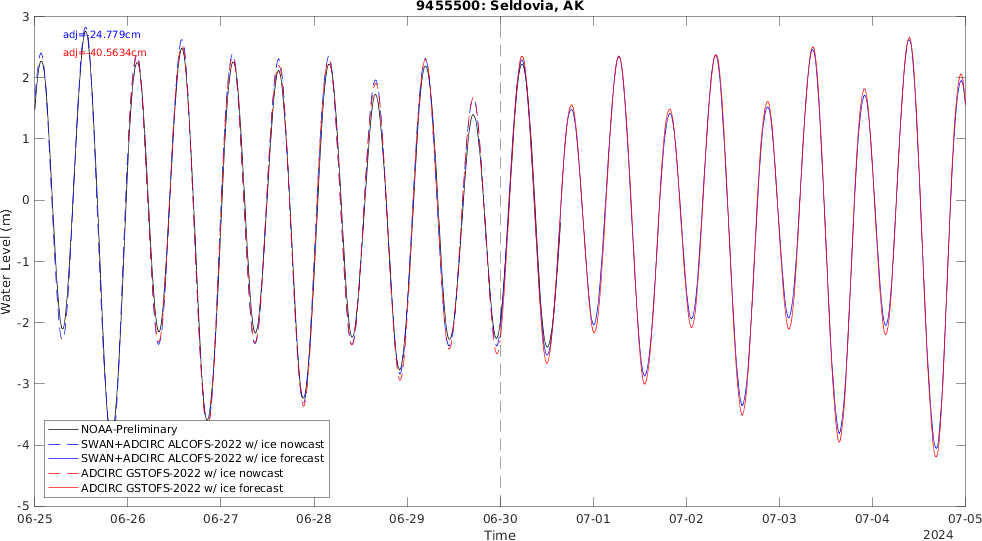 9455500: Seldovia, AK
adj=-24.779cm
adj=-40.5634cm
3
2
1
0
-1
-2
-3
-4
-5
Water Level (m)
NOAA-Preliminary
SWAN+ADCIRC ALCOFS-2022 w/ ice nowcast
SWAN+ADCIRC ALCOFS-2022 w/ ice forecast
ADCIRC GSTOFS-2022 w/ ice nowcast
ADCIRC GSTOFS-2022 w/ ice forecast
06-25 06-26 06-27 06-28 06-29 06-30 07-01 07-02 07-03 07-04 07-05
Time
2024